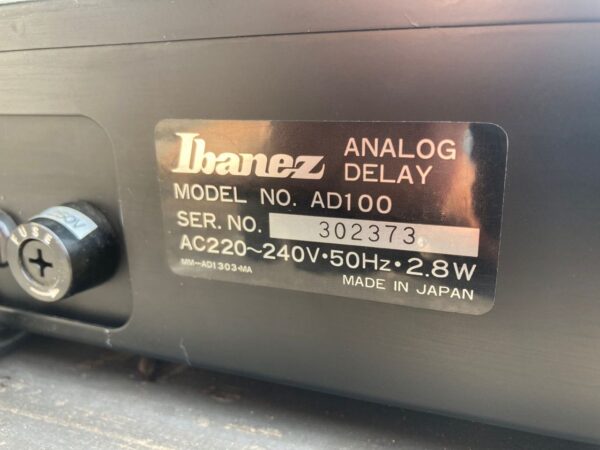 Ibanez ANALOG DELAY
MODEL NO. AD100
SER. NO. 302373
AC220~240V·50Hz·2.8W
MM-AD1303-MA
MADE IN JAPAN
FUSE
250V